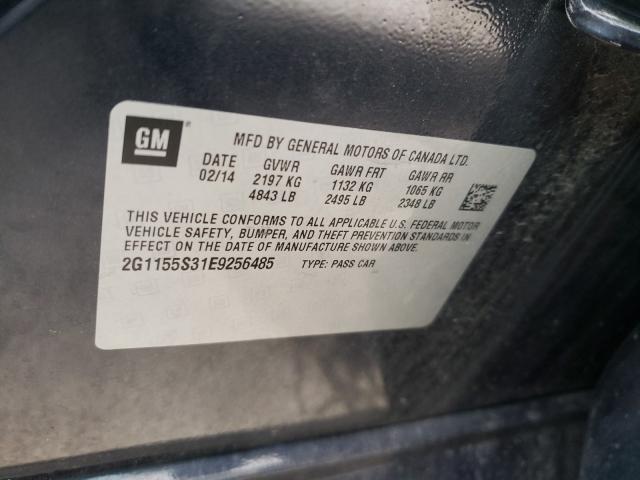 GM®
MFD BY GENERAL MOTORS OF CANADA LTD.
DATE GVWR GAWR FRT GAWR RR
02/14 2197 KG 1132 KG 1065 KG
4843 LB 2495 LB 2348 LB
THIS VEHICLE CONFORMS TO ALL APPLICABLE U.S. FEDERAL MOTOR
VEHICLE SAFETY, BUMPER, AND THEFT PREVENTION STANDARDS IN
EFFECT ON THE DATE OF MANUFACTURE SHOWN ABOVE.
2G1155S31E9256485 TYPE: PASS CAR